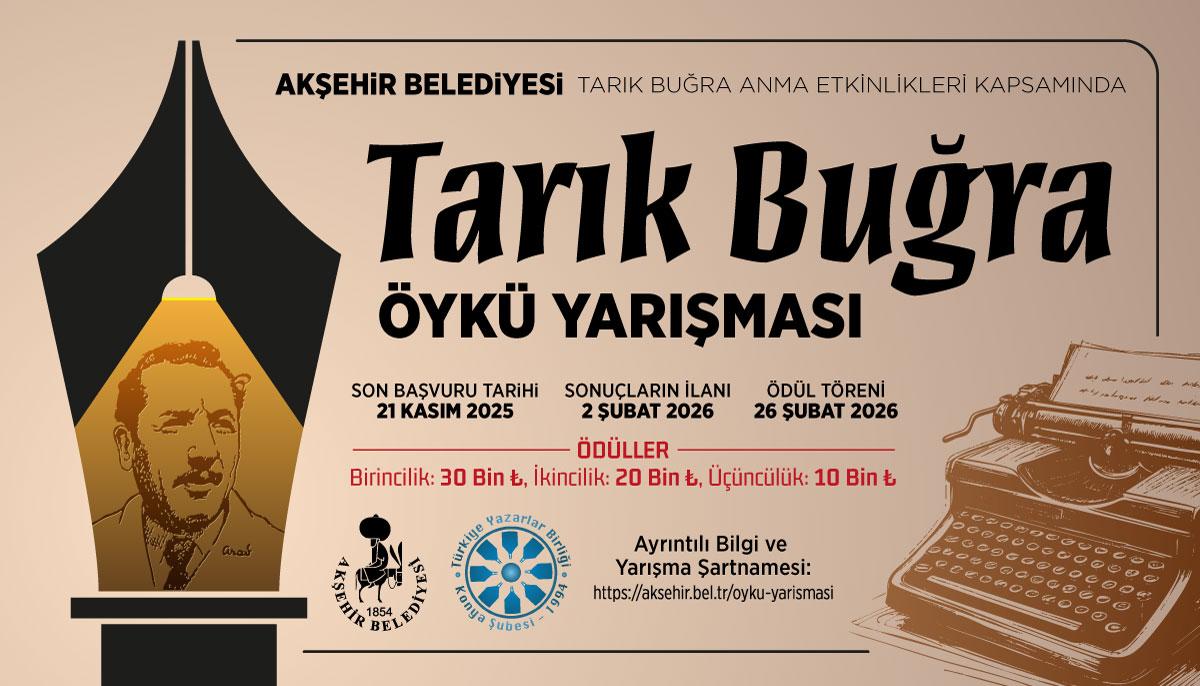 AKŞEHİR BELEDİYESİ TARIK BUĞRA ANMA ETKİNLİKLERİ KAPSAMINDA
Tarık Buğra
ÖYKÜ YARIŞMASI
SON BAŞVURU TARİHİ
21 KASIM 2025
SONUÇLARIN İLANI
2 ŞUBAT 2026
ÖDÜL TÖRENİ
26 ŞUBAT 2026
ÖDÜLLER
Birincilik: 30 Bin ₺, İkincilik: 20 Bin ₺, Üçüncülük: 10 Bin ₺
1854
AKŞEHİR BELEDİYESİ
Türkiye Yazarlar Birliği
Konya Şubesi - 1994
Ayrıntılı Bilgi ve
Yarışma Şartnamesi:
https://aksehir.bel.tr/oyku-yarismasi